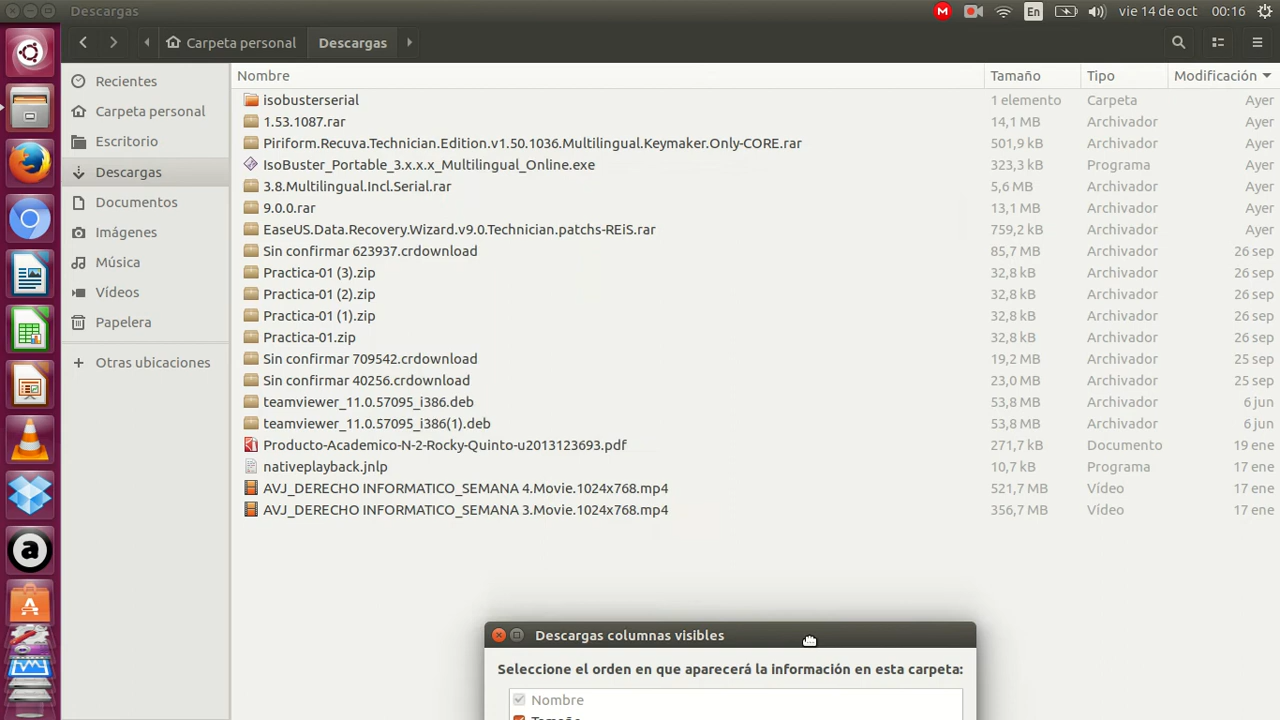 Descargas
En
vie 14 de oct
00:16
Carpeta personal
Descargas
Recientes
Carpeta personal
Escritorio
Descargas
Documentos
Imágenes
Música
Vídeos
Papelera
Otras ubicaciones
Nombre Tamaño Tipo Modificación
isobusterserial 1 elemento Carpeta Ayer
1.53.1087.rar 14,1 MB Archivador Ayer
Piriform.Recuva.Technician.Edition.v1.50.1036.Multilingual.Keymaker.Only-CORE.rar 501,9 kB Archivador Ayer
IsoBuster_Portable_3.x.x.x_Multilingual_Online.exe 323,3 kB Programa Ayer
3.8.Multilingual.Incl.Serial.rar 5,6 MB Archivador Ayer
9.0.0.rar 13,1 MB Archivador Ayer
EaseUS.Data.Recovery.Wizard.v9.0.Technician.patchs-REiS.rar 759,2 kB Archivador Ayer
Sin confirmar 623937.crdownload 85,7 MB Archivador 26 sep
Practica-01 (3).zip 32,8 kB Archivador 26 sep
Practica-01 (2).zip 32,8 kB Archivador 26 sep
Practica-01 (1).zip 32,8 kB Archivador 26 sep
Practica-01.zip 32,8 kB Archivador 26 sep
Sin confirmar 709542.crdownload 19,2 MB Archivador 25 sep
Sin confirmar 40256.crdownload 23,0 MB Archivador 25 sep
teamviewer_11.0.57095_i386.deb 53,8 MB Archivador 6 jun
teamviewer_11.0.57095_i386(1).deb 53,8 MB Archivador 6 jun
Producto-Academico-N-2-Rocky-Quinto-u2013123693.pdf 271,7 kB Documento 19 ene
nativeplayback.jnlp 10,7 kB Programa 17 ene
AVJ_DERECHO INFORMATICO_SEMANA 4.Movie.1024x768.mp4 521,7 MB Vídeo 17 ene
AVJ_DERECHO INFORMATICO_SEMANA 3.Movie.1024x768.mp4 356,7 MB Vídeo 17 ene
Descargas columnas visibles
Seleccione el orden en que aparecerá la información en esta carpeta:
Nombre
Tamaño